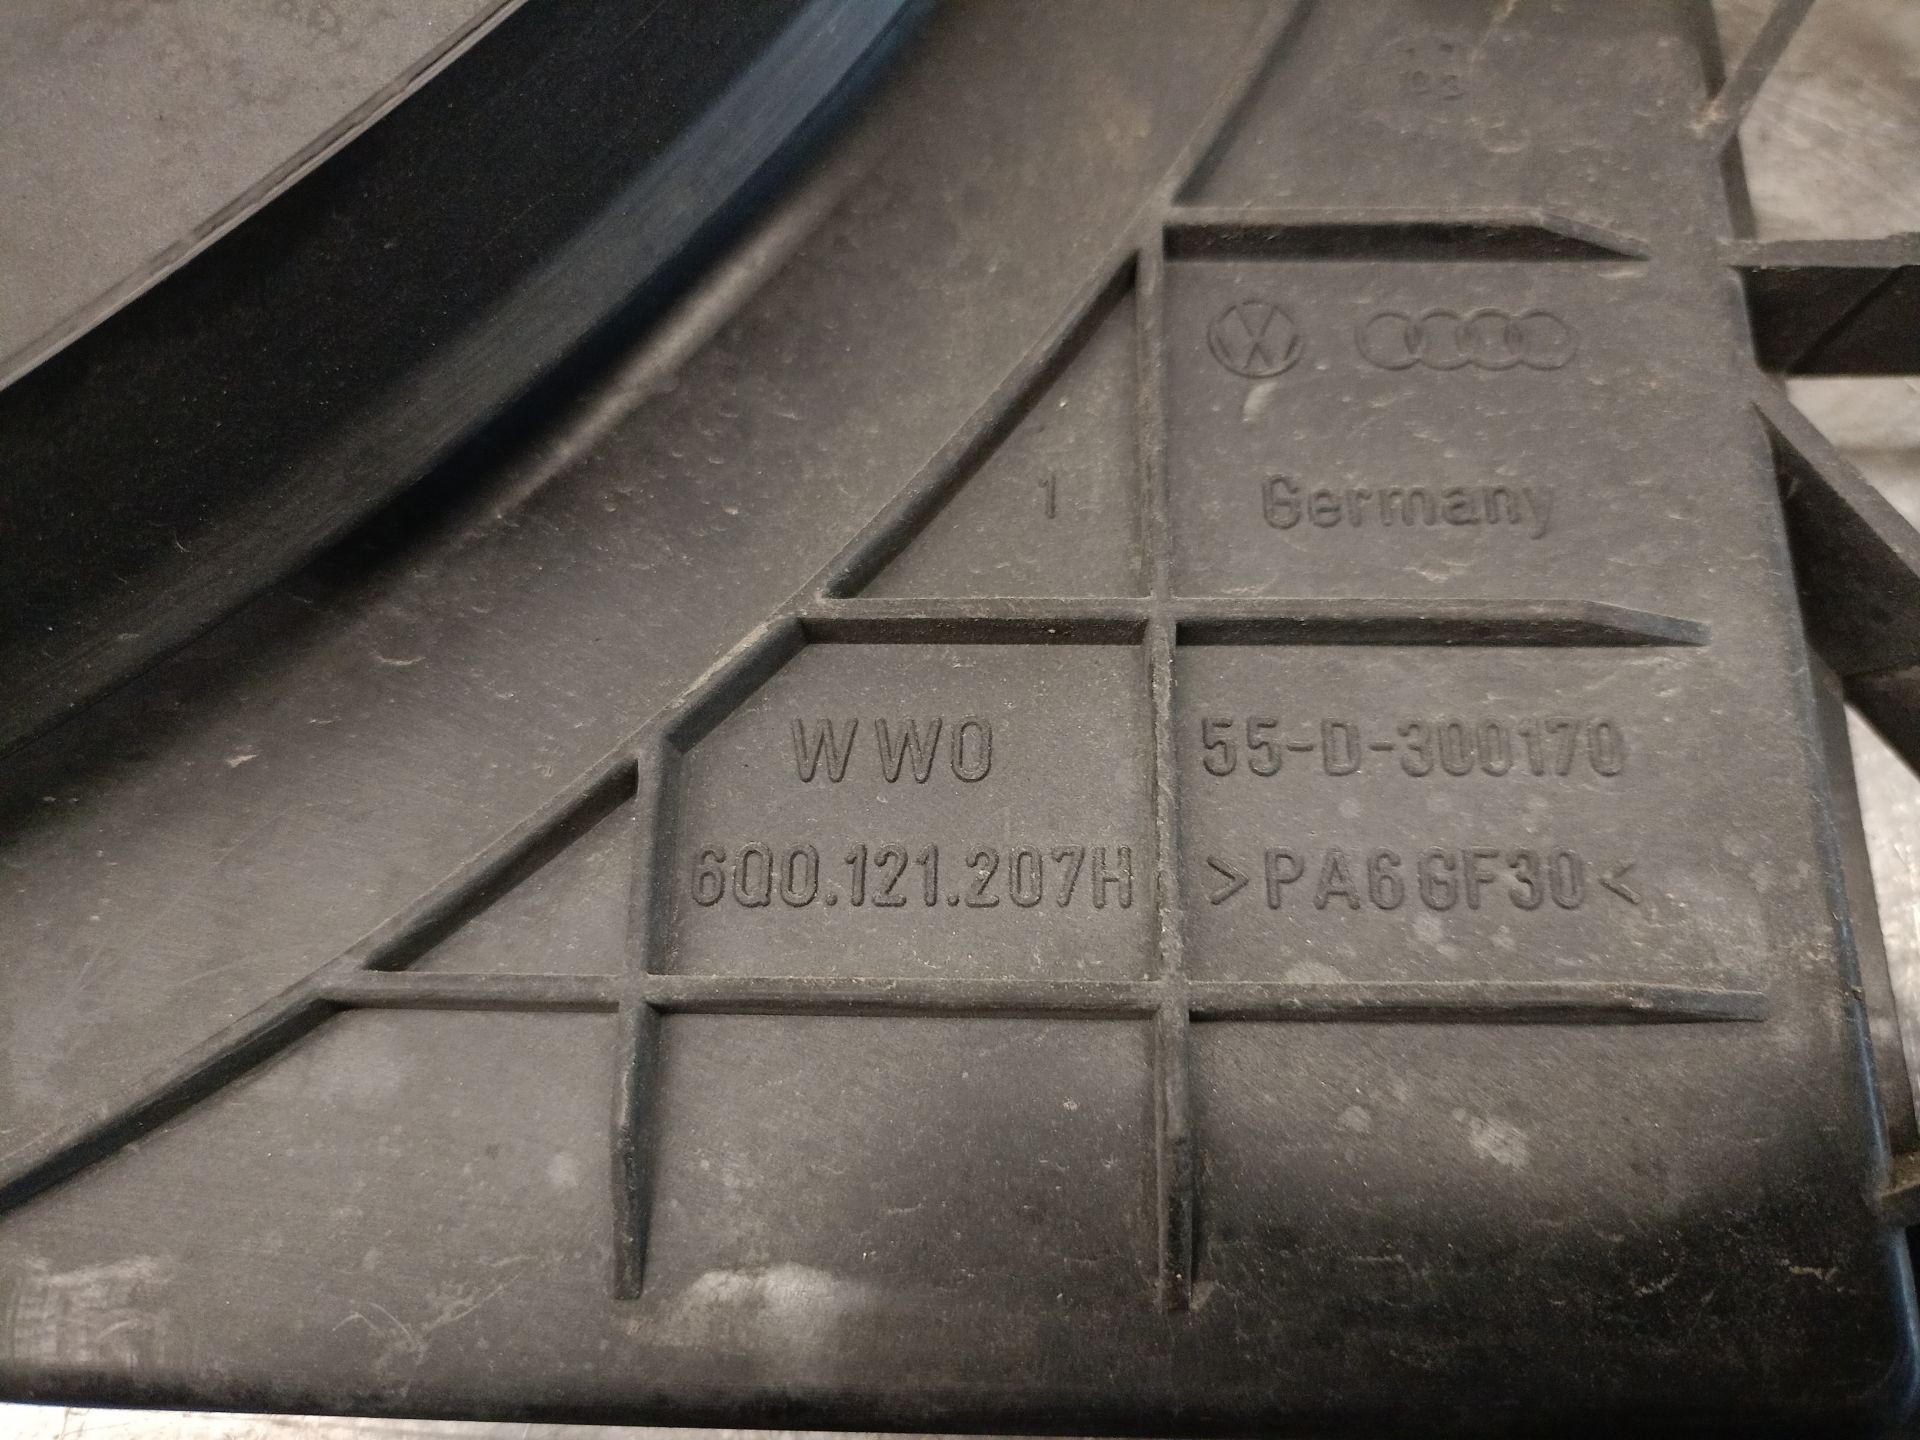 1
Germany
WWO
55-D-300170
6Q0.121.207H
>PA6GF30<